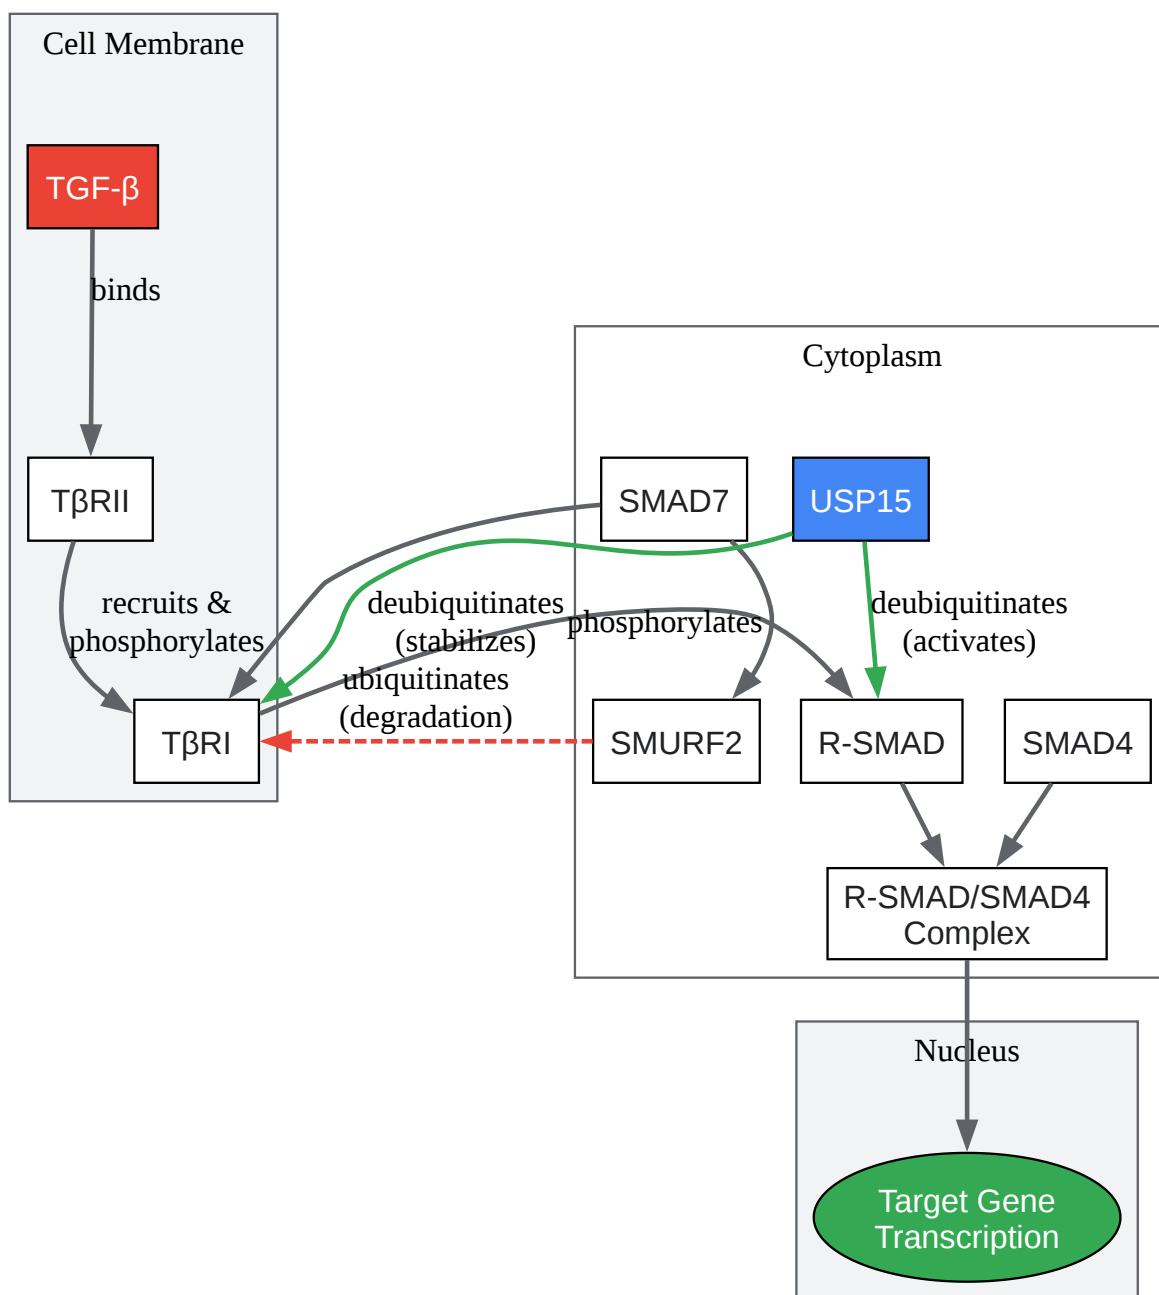 Cell Membrane
TGF-β
binds
Cytoplasm
TβRII
SMAD7
USP15
recruits &
phosphorylates
deubiquitinates
(stabilizes)
phosphorylates
deubiquitinates
(activates)
ubiquitinates
(degradation)
TβRI
SMURF2
R-SMAD
SMAD4
R-SMAD/SMAD4
Complex
Nucleus
Target Gene
Transcription